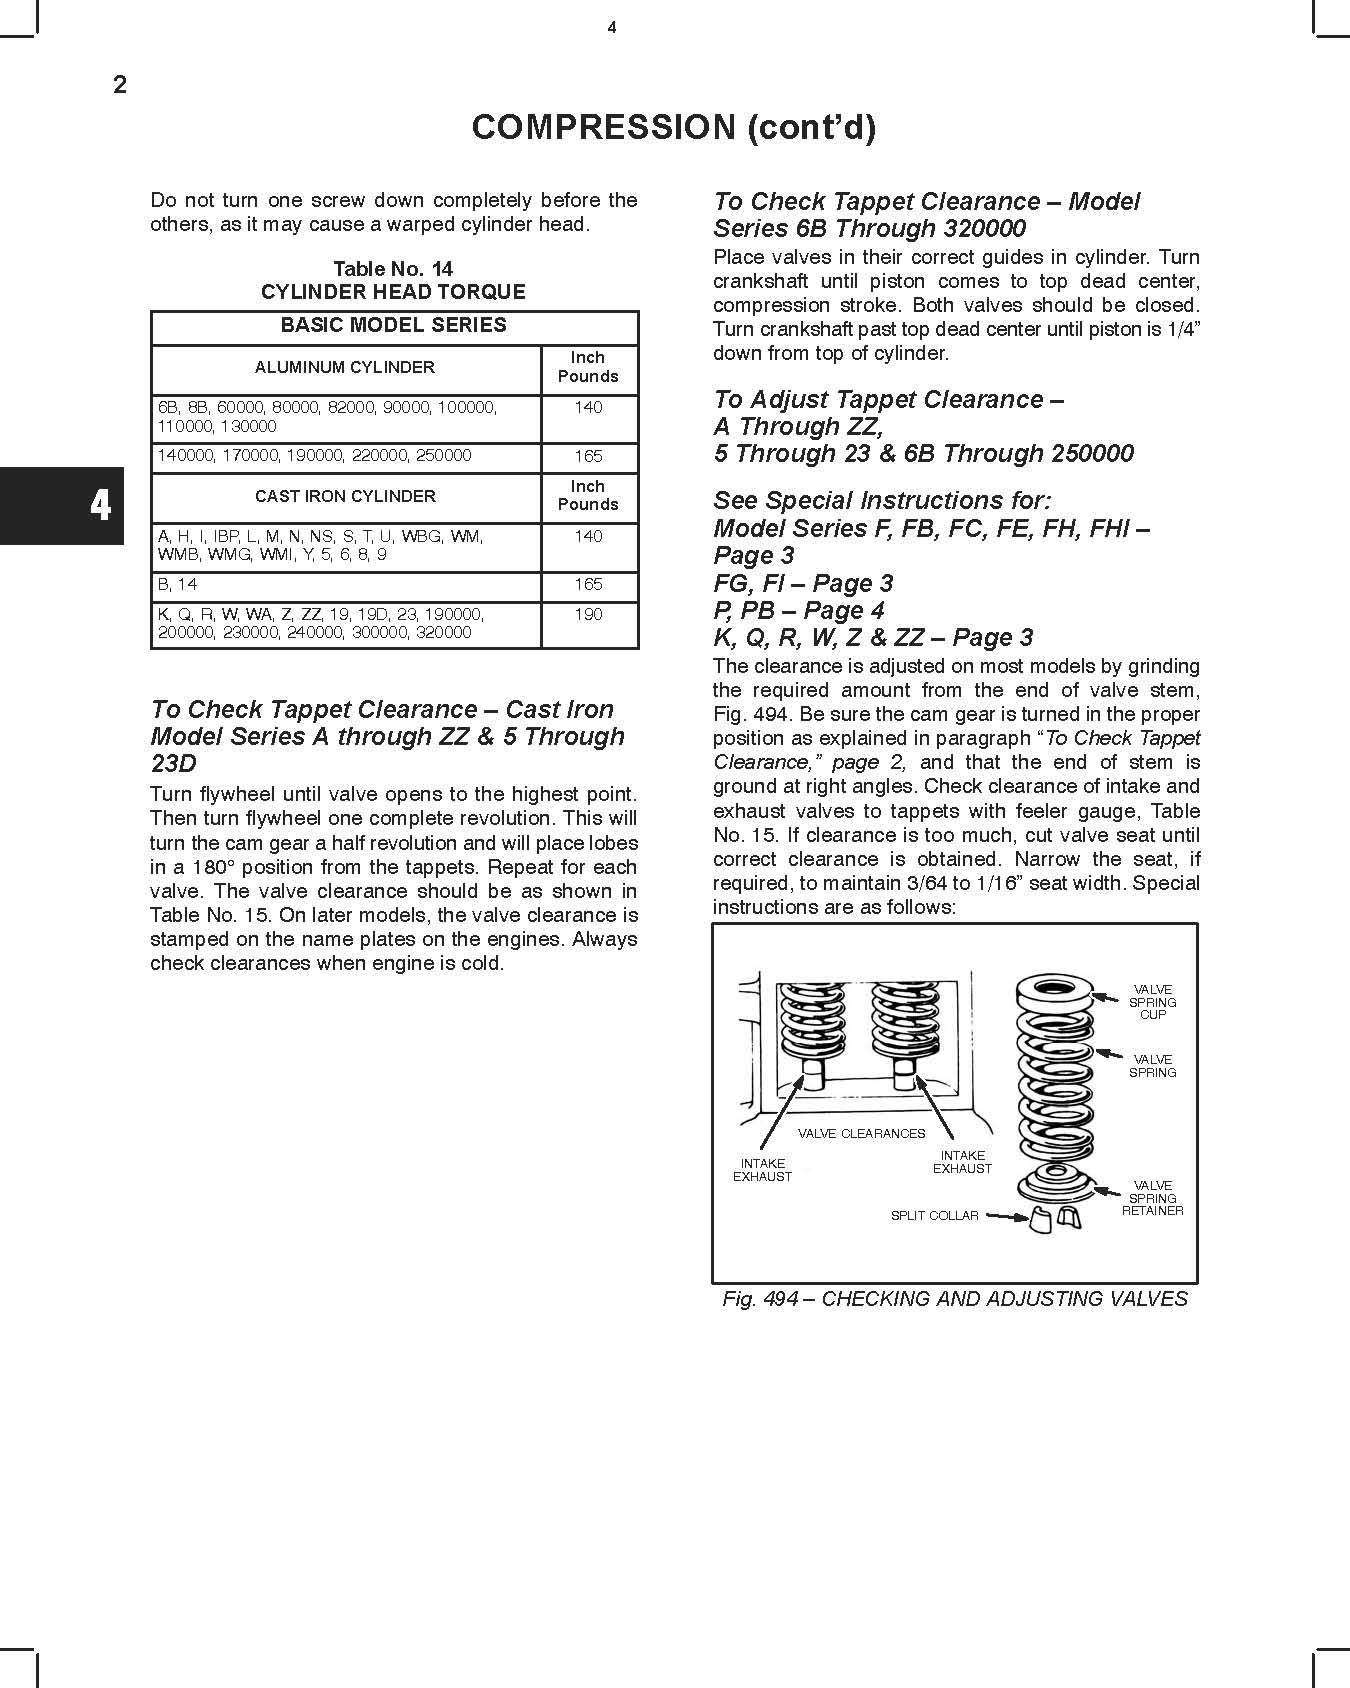 4
2
COMPRESSION (cont’d)
Do not turn one screw down completely before the
others, as it may cause a warped cylinder head.
Table No. 14
CYLINDER HEAD TORQUE
BASIC MODEL SERIES
ALUMINUM CYLINDER
Inch
Pounds
6B, 8B, 60000, 80000, 82000, 90000, 100000,
110000, 130000
140
140000, 170000, 190000, 220000, 250000
165
CAST IRON CYLINDER
Inch
Pounds
A, H, I, IBP, L, M, N, NS, S, T, U, WBG, WM,
WMB, WMG, WMI, Y, 5, 6, 8, 9
140
B, 14
165
K, Q, R, W, WA, Z, ZZ, 19, 19D, 23, 190000,
200000, 230000, 240000, 300000, 320000
190
4
To Check Tappet Clearance – Cast Iron
Model Series A through ZZ & 5 Through
23D
Turn flywheel until valve opens to the highest point.
Then turn flywheel one complete revolution. This will
turn the cam gear a half revolution and will place lobes
in a 180° position from the tappets. Repeat for each
valve. The valve clearance should be as shown in
Table No. 15. On later models, the valve clearance is
stamped on the name plates on the engines. Always
check clearances when engine is cold.
To Check Tappet Clearance – Model
Series 6B Through 320000
Place valves in their correct guides in cylinder. Turn
crankshaft until piston comes to top dead center,
compression stroke. Both valves should be closed.
Turn crankshaft past top dead center until piston is 1/4”
down from top of cylinder.
To Adjust Tappet Clearance –
A Through ZZ,
5 Through 23 & 6B Through 250000
See Special Instructions for:
Model Series F, FB, FC, FE, FH, FHI –
Page 3
FG, FI – Page 3
P, PB – Page 4
K, Q, R, W, Z & ZZ – Page 3
The clearance is adjusted on most models by grinding
the required amount from the end of valve stem,
Fig. 494. Be sure the cam gear is turned in the proper
position as explained in paragraph “To Check Tappet
Clearance,” page 2, and that the end of stem is
ground at right angles. Check clearance of intake and
exhaust valves to tappets with feeler gauge, Table
No. 15. If clearance is too much, cut valve seat until
correct clearance is obtained. Narrow the seat, if
required, to maintain 3/64 to 1/16” seat width. Special
instructions are as follows:
VALVE
SPRING
CUP
VALVE
SPRING
VALVE CLEARANCES
INTAKE
EXHAUST
INTAKE
EXHAUST
VALVE
SPRING
RETAINER
SPLIT COLLAR
Fig. 494 – CHECKING AND ADJUSTING VALVES